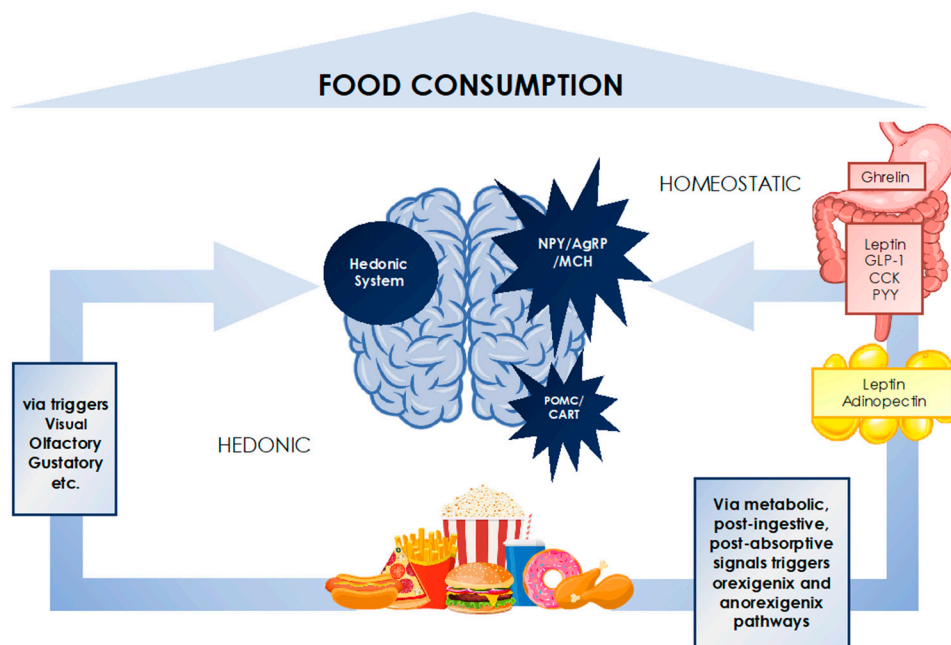 FOOD CONSUMPTION
HOMEOSTATIC
Ghrelin
Leptin
GLP-1
CCK
PYY
NPY/AgRP
/MCH
Hedonic
System
Leptin
Adinopectin
POMC/
CART
via triggers
Visual
Olfactory
Gustatory
etc.
HEDONIC
Via metabolic,
post-ingestive,
post-absorptive
signals triggers
orexigenix and
anorexigenix
pathways